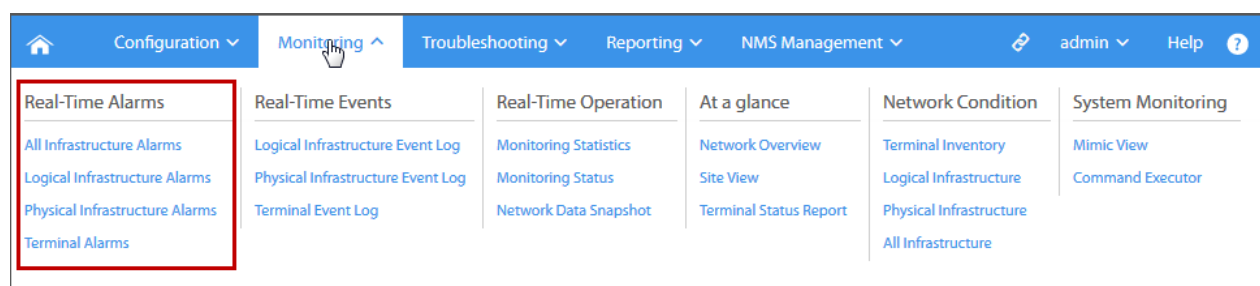 Configuration Monitoring Troubleshooting Reporting NMS Management admin Help ?
Real-Time Alarms
All Infrastructure Alarms
Logical Infrastructure Alarms
Physical Infrastructure Alarms
Terminal Alarms
Real-Time Events
Logical Infrastructure Event Log
Physical Infrastructure Event Log
Terminal Event Log
Real-Time Operation
Monitoring Statistics
Monitoring Status
Network Data Snapshot
At a glance
Network Overview
Site View
Terminal Status Report
Network Condition
Terminal Inventory
Logical Infrastructure
Physical Infrastructure
All Infrastructure
System Monitoring
Mimic View
Command Executor